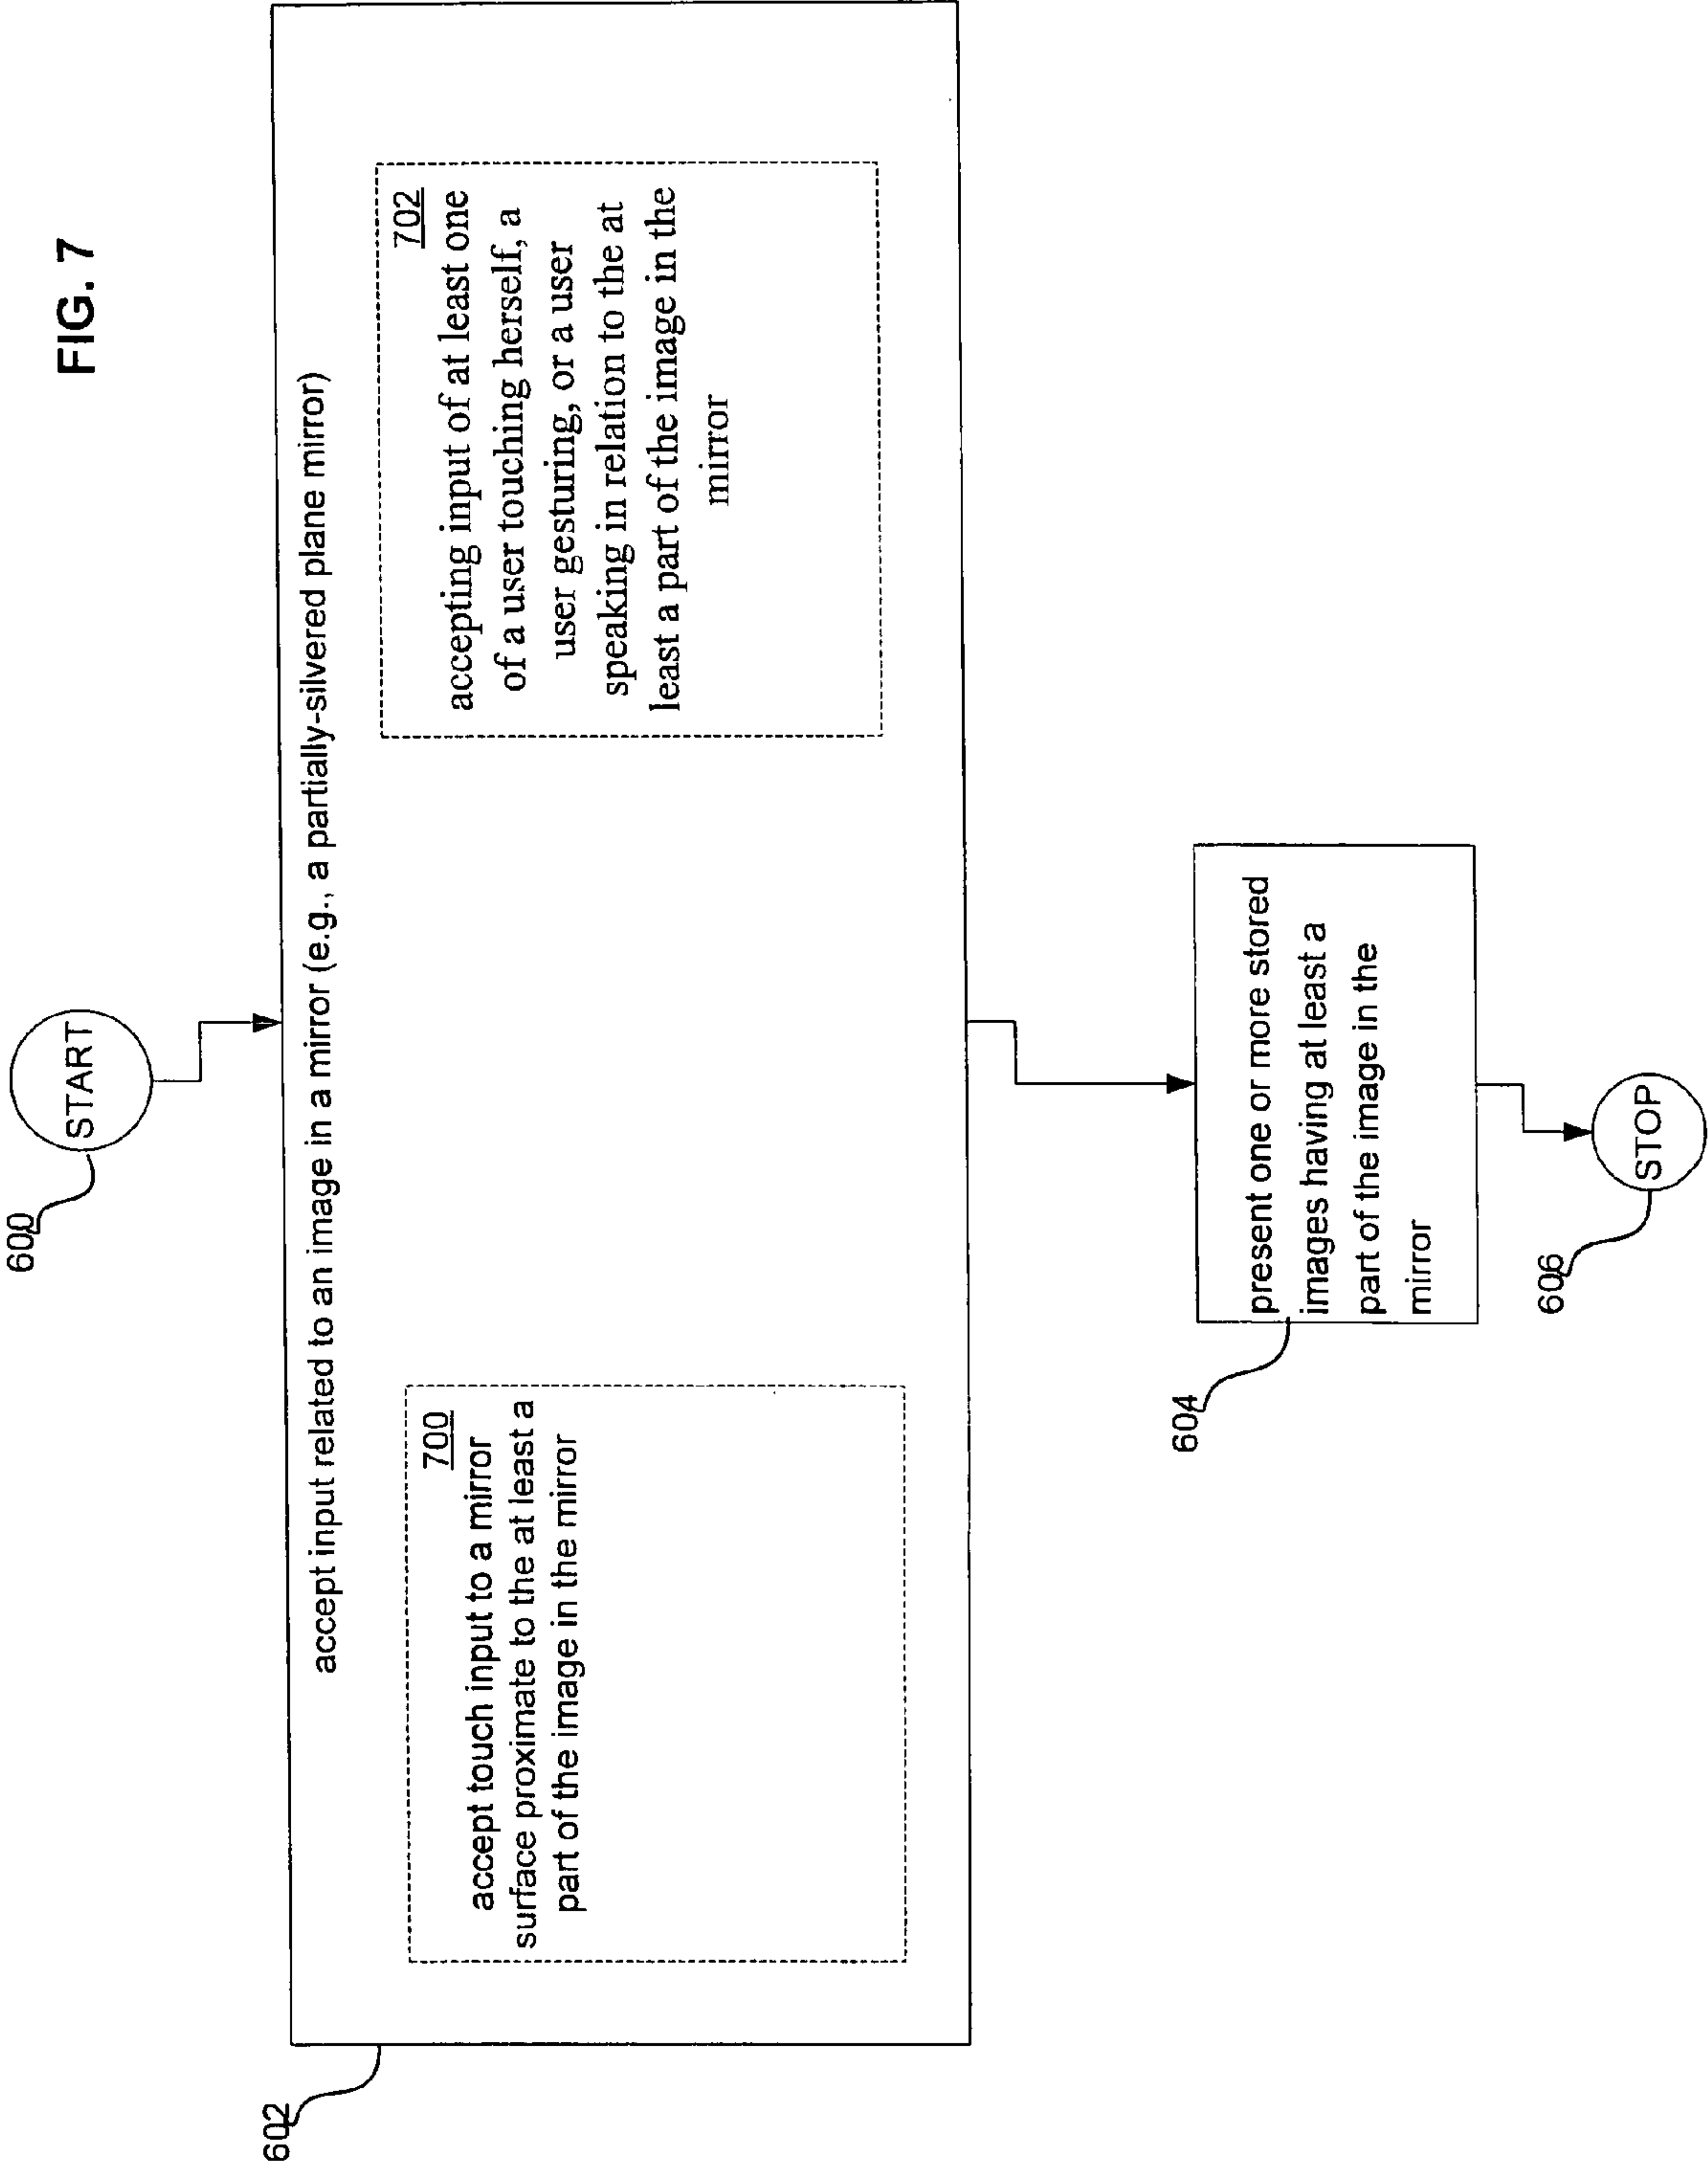 FIG. 7
600
START
602
accept input related to an image in a mirror (e.g., a partially-silvered plane mirror)
700
accept touch input to a mirror
surface proximate to the at least a
part of the image in the mirror
702
accepting input of at least one
of a user touching herself, a
user gesturing, or a user
speaking in relation to the at
least a part of the image in the
mirror
604
present one or more stored
images having at least a
part of the image in the
mirror
606
STOP